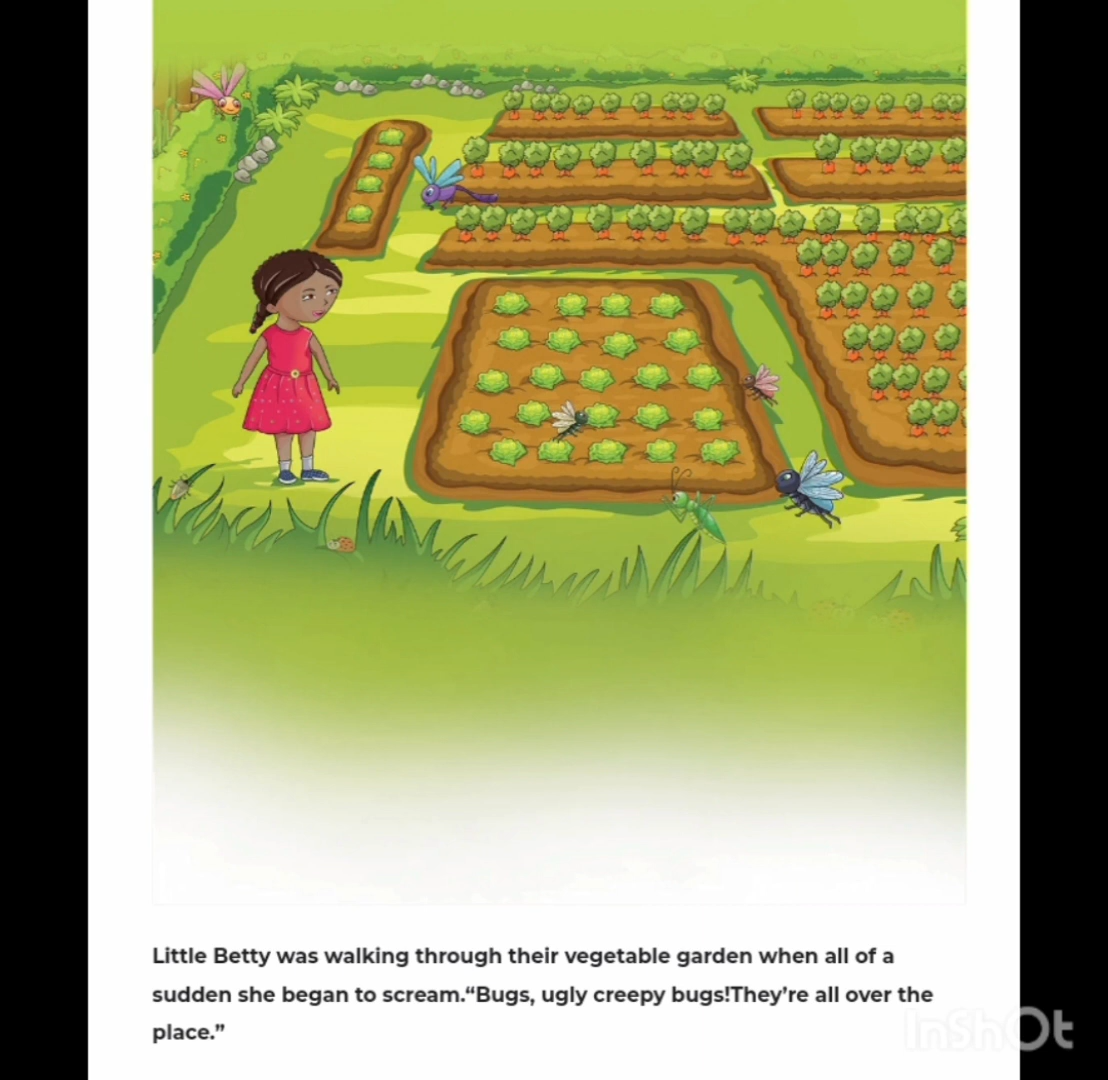 Little Betty was walking through their vegetable garden when all of a
sudden she began to scream.“Bugs, ugly creepy bugs!They’re all over the
place.”
InShOt